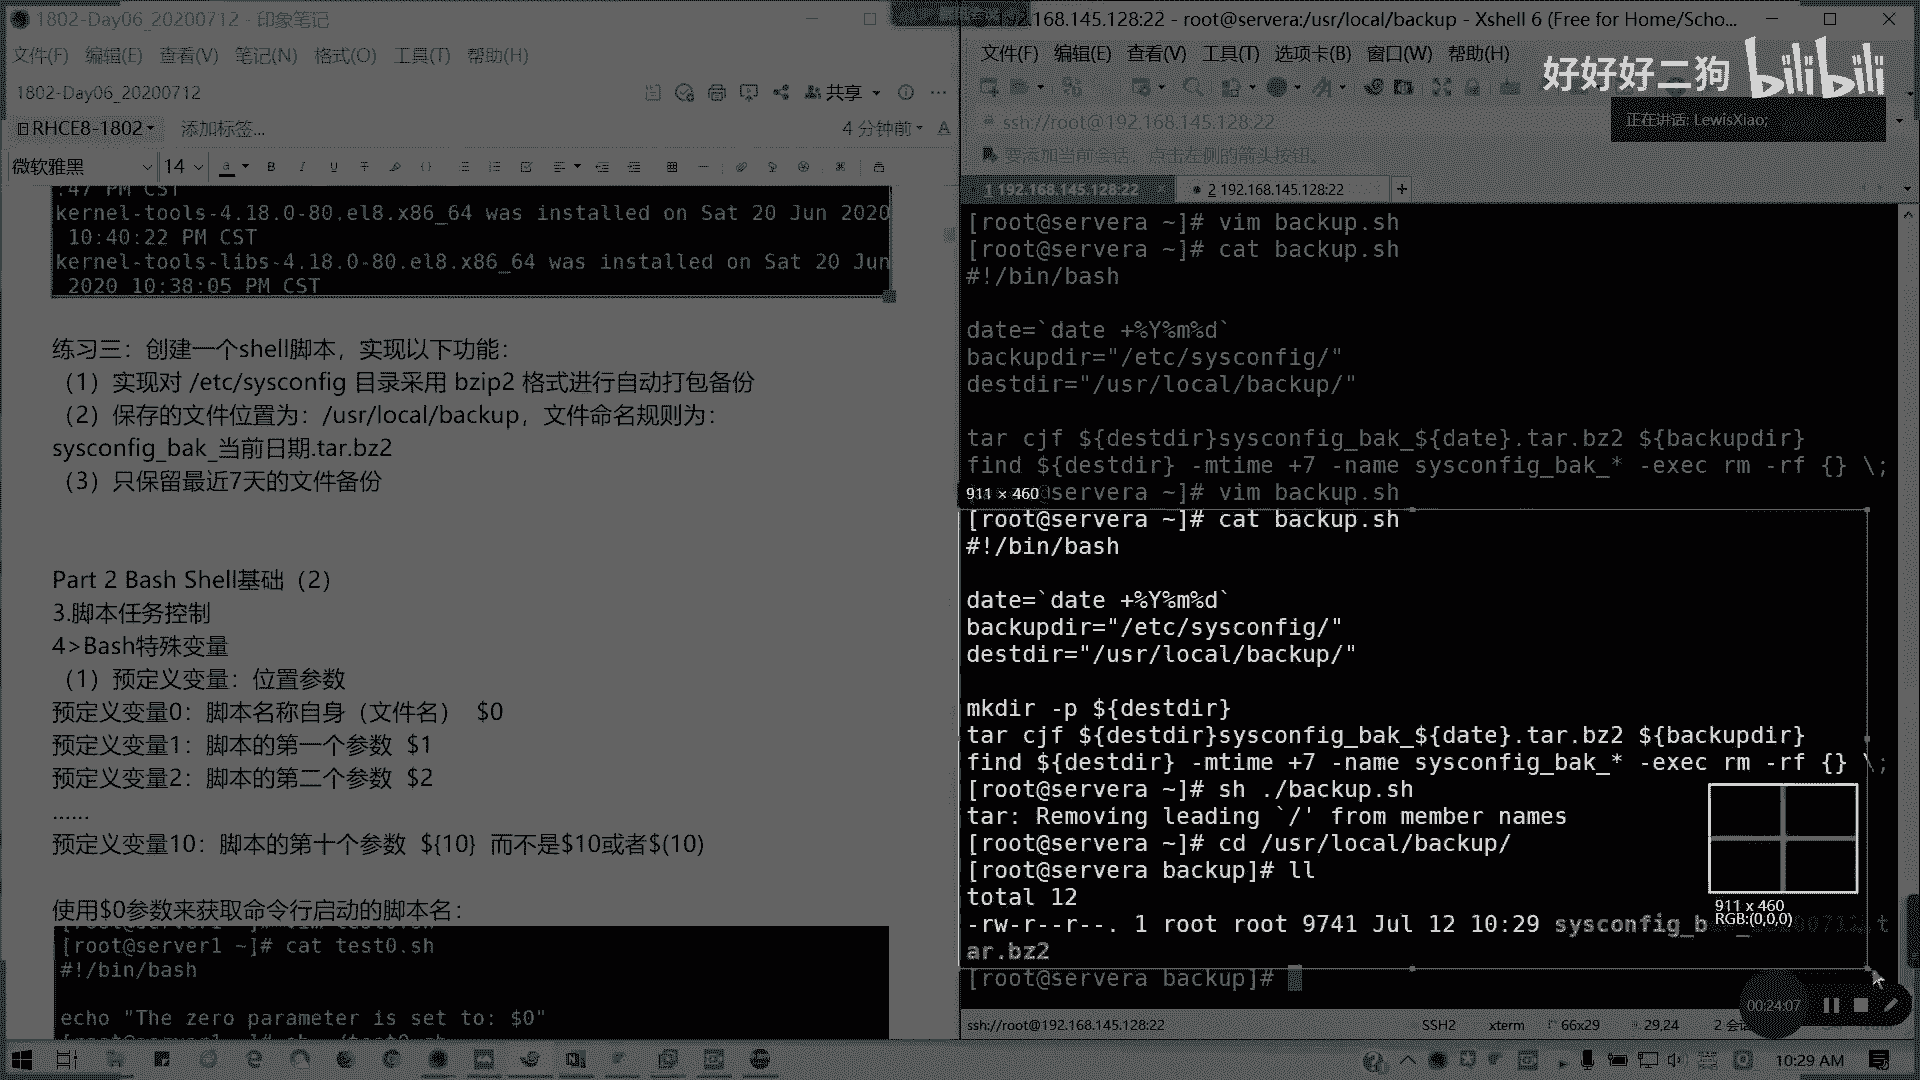 1802-Day06_20200712 - 印象笔记
文件(F) 编辑(E) 查看(V) 笔记(N) 格式(O) 工具(T) 帮助(H)
1802-Day06_20200712
共享
RHCE8-1802 添加标签...
4 分钟前
微软雅黑 14
:47 PM CST
kernel-tools-4.18.0-80.el8.x86_64 was installed on Sat 20 Jun 2020
10:40:22 PM CST
kernel-tools-libs-4.18.0-80.el8.x86_64 was installed on Sat 20 Jun
2020 10:38:05 PM CST
练习三：创建一个shell脚本，实现以下功能：
（1）实现对 /etc/sysconfig 目录采用 bzip2 格式进行自动打包备份
（2）保存的文件位置为：/usr/local/backup，文件命名规则为：
sysconfig_bak_当前日期.tar.bz2
（3）只保留最近7天的文件备份
Part 2 Bash Shell基础（2）
3.脚本任务控制
4>Bash特殊变量
（1）预定义变量：位置参数
预定义变量0：脚本名称自身（文件名） $0
预定义变量1：脚本的第一个参数 $1
预定义变量2：脚本的第二个参数 $2
......
预定义变量10：脚本的第十个参数 ${10} 而不是$10或者$(10)
使用$0参数来获取命令行启动的脚本名：
[root@server1 ~]# cat test0.sh
#!/bin/bash
echo "The zero parameter is set to: $0"
.168.145.128:22 - root@servera:/usr/local/backup - Xshell 6 (Free for Home/Scho...
文件(F) 编辑(E) 查看(V) 工具(T) 选项卡(B) 窗口(W) 帮助(H)
好好好二狗 bilibili
正在讲话: LewisXiao;
ssh://root@192.168.145.128:22
要添加当前会话，点击左侧的箭头按钮。
1 192.168.145.128:22
2 192.168.145.128:22
[root@servera ~]# vim backup.sh
[root@servera ~]# cat backup.sh
#!/bin/bash
date=`date +%Y%m%d`
backupdir="/etc/sysconfig/"
destdir="/usr/local/backup/"
tar cjf ${destdir}sysconfig_bak_${date}.tar.bz2 ${backupdir}
find ${destdir} -mtime +7 -name sysconfig_bak_* -exec rm -rf {} \;
911 × 460 servera ~]# vim backup.sh
[root@servera ~]# cat backup.sh
#!/bin/bash
date=`date +%Y%m%d`
backupdir="/etc/sysconfig/"
destdir="/usr/local/backup/"
mkdir -p ${destdir}
tar cjf ${destdir}sysconfig_bak_${date}.tar.bz2 ${backupdir}
find ${destdir} -mtime +7 -name sysconfig_bak_* -exec rm -rf {} \;
[root@servera ~]# sh ./backup.sh
tar: Removing leading `/' from member names
[root@servera ~]# cd /usr/local/backup/
[root@servera backup]# ll
total 12
-rw-r--r--. 1 root root 9741 Jul 12 10:29 sysconfig_b
ar.bz2
[root@servera backup]#
911 x 460
RGB:(0,0,0)
00:24:07
ssh://root@192.168.145.128:22 SSH2 xterm 66x29 29,24
10:29 AM